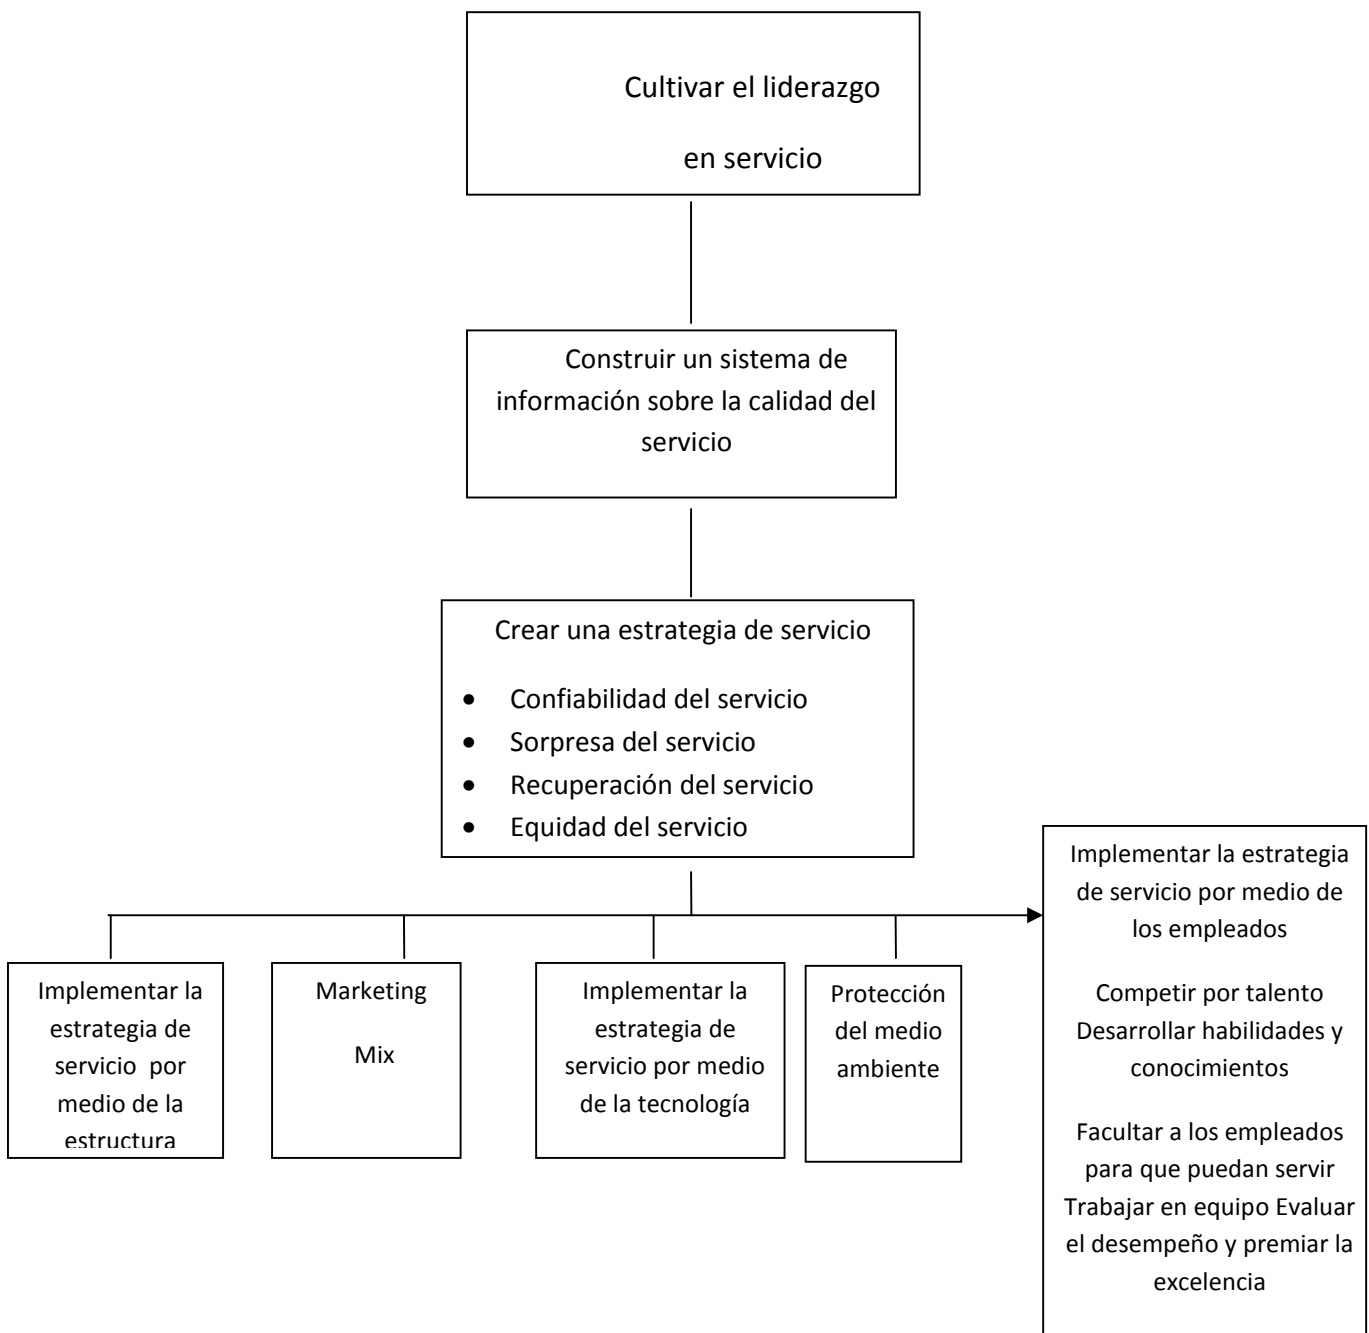 Cultivar el liderazgo
en servicio
Construir un sistema de
información sobre la calidad del
servicio
Crear una estrategia de servicio
• Confiabilidad del servicio
• Sorpresa del servicio
• Recuperación del servicio
• Equidad del servicio
Implementar la
estrategia de
servicio por
medio de la
estructura
Marketing
Mix
Implementar la
estrategia de
servicio por medio
de la tecnología
Protección
del medio
ambiente
Implementar la estrategia
de servicio por medio de
los empleados
Competir por talento
Desarrollar habilidades y
conocimientos
Facultar a los empleados
para que puedan servir
Trabajar en equipo Evaluar
el desempeño y premiar la
excelencia